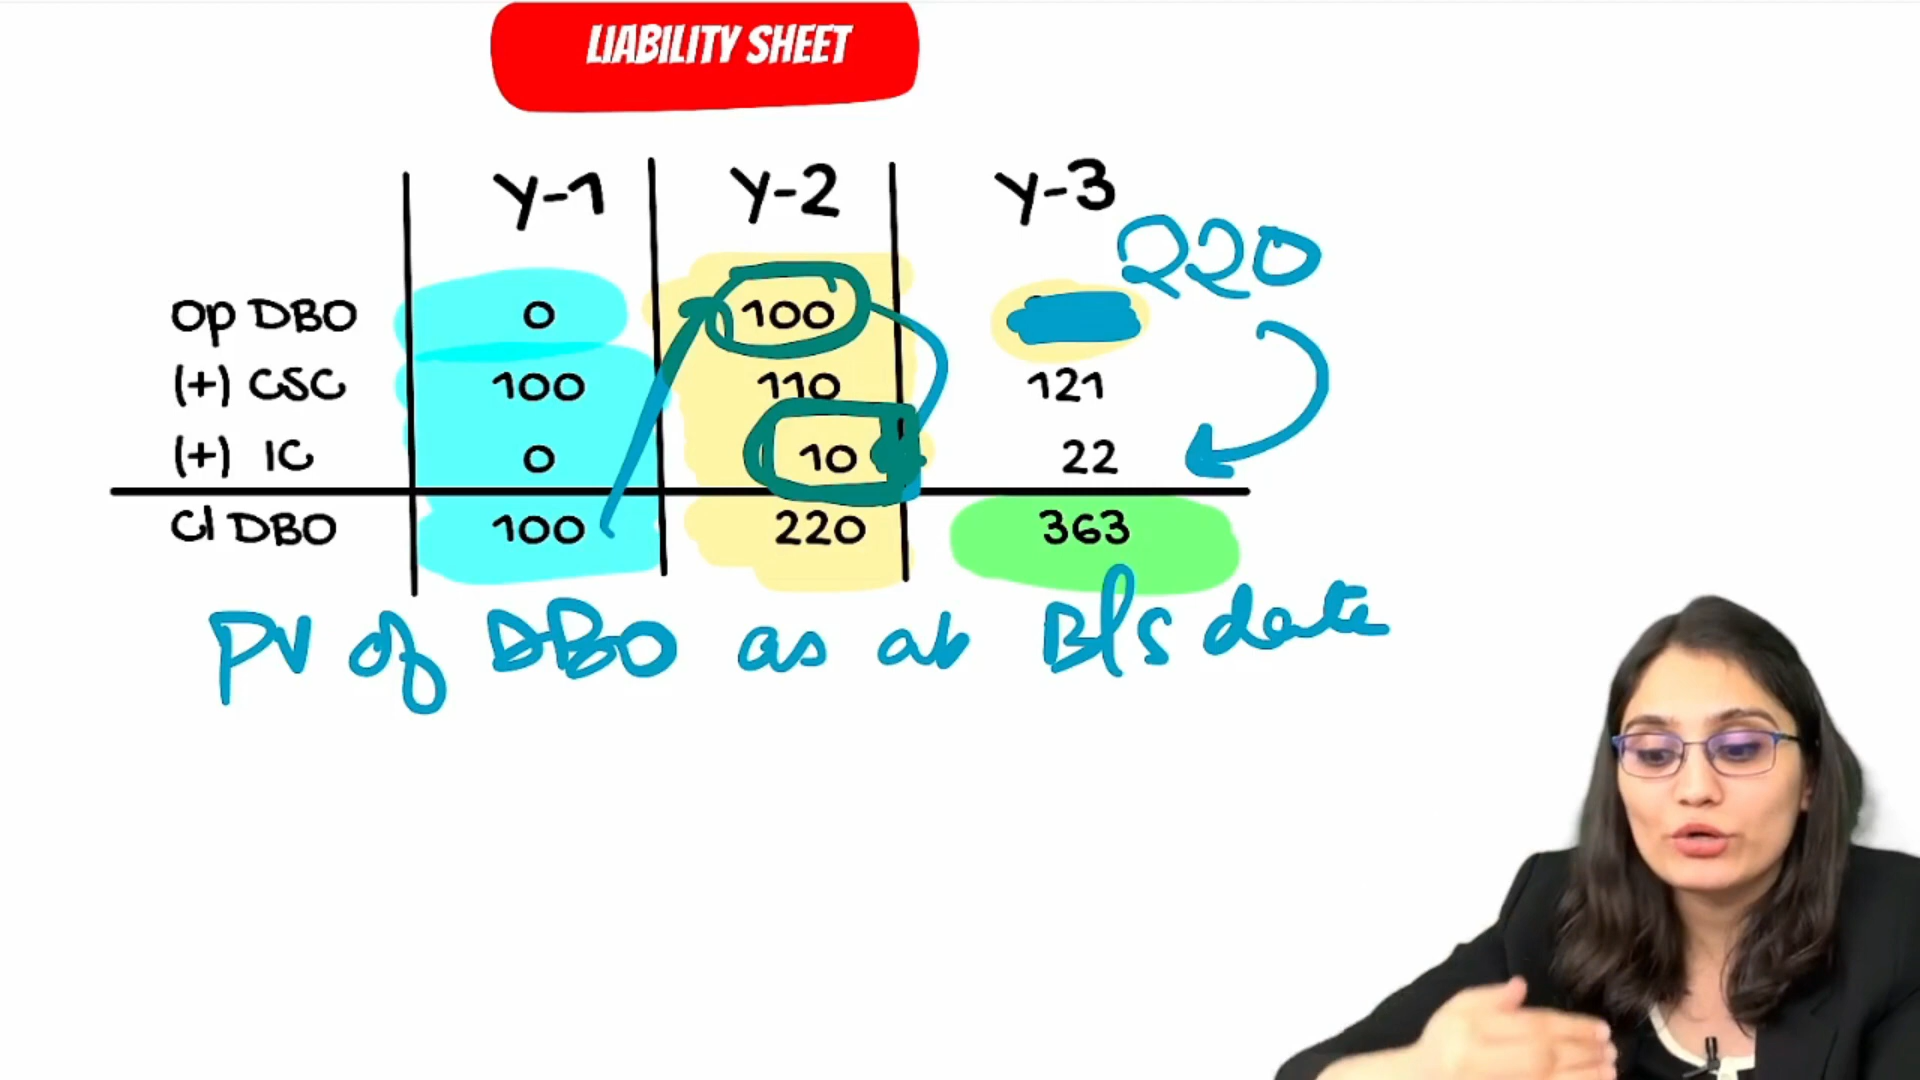 LIABILITY SHEET
Y-1 Y-2 Y-3
220
Op DBO 0 100
(+) CSC 100 110 121
(+) IC 0 10 22
Cl DBO 100 220 363
PV of DBO as at B/S date